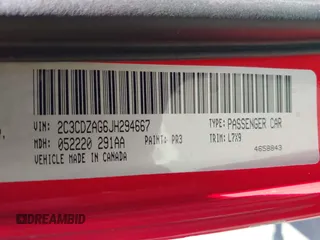 VIN: 2C3CDZAG6JH294667 TYPE: PASSENGER CAR
MDH: 052220 291AA PAINT: PR3 TRIM: L7X9
VEHICLE MADE IN CANADA 4658843
DREAMBID